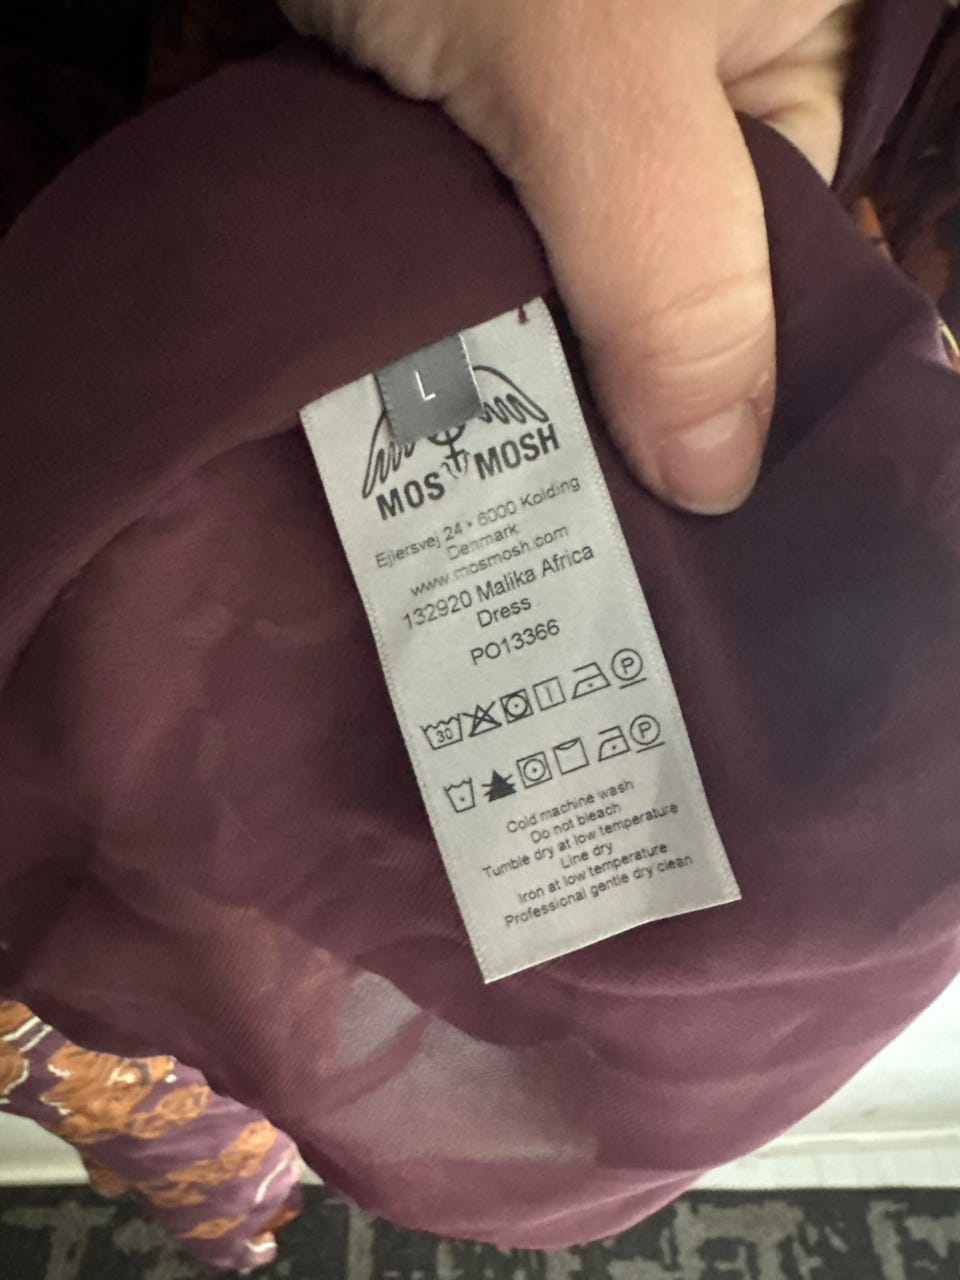 L
MOS MOSH
Ejlersvej 24 • 6000 Kolding
Denmark
www.mosmosh.com
132920 Malika Africa
Dress
PO13366
30 P
P
Cold machine wash
Do not bleach
Tumble dry at low temperature
Line dry
Iron at low temperature
Professional gentle dry clean